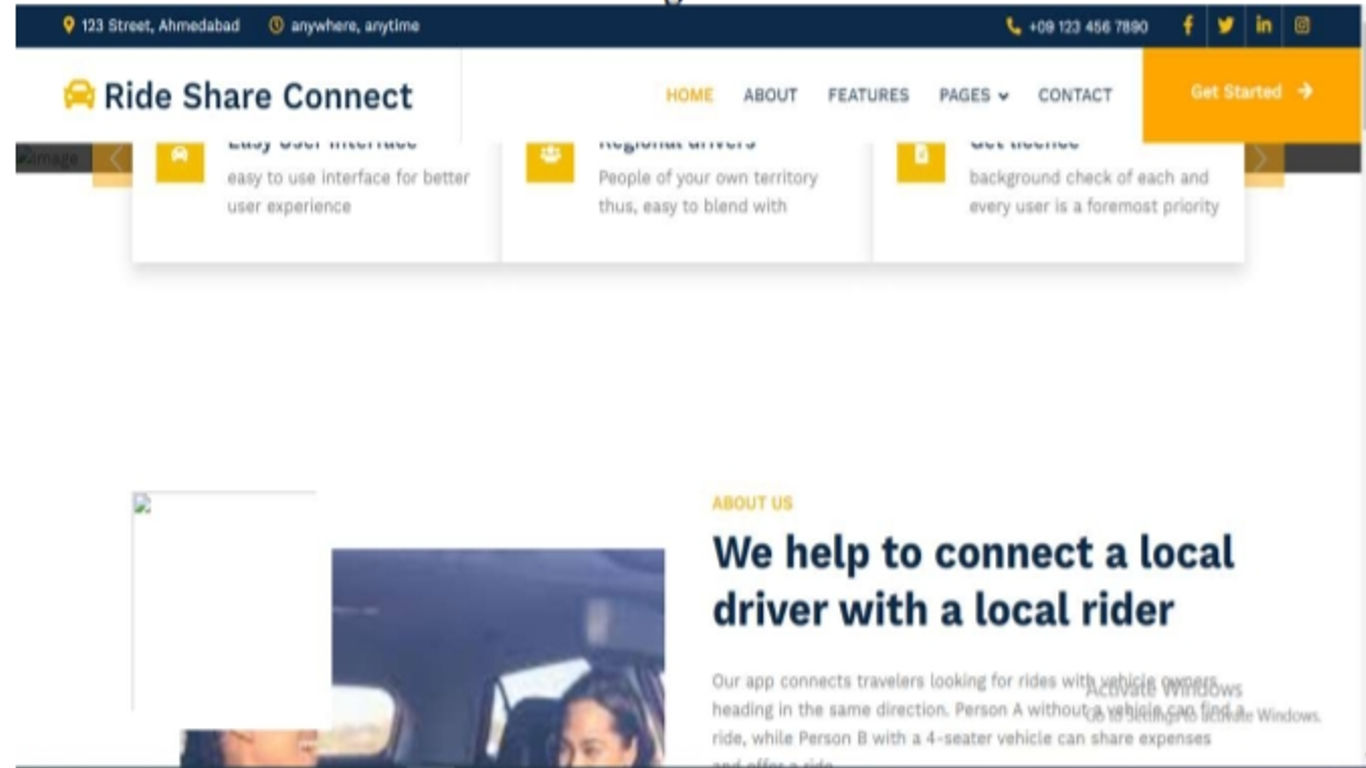 123 Street, Ahmedabad anywhere, anytime +09 123 456 7890
Ride Share Connect HOME ABOUT FEATURES PAGES CONTACT Get Started
Image
Easy User Interface Regional drivers Get licence
easy to use interface for better People of your own territory background check of each and
user experience thus, easy to blend with every user is a foremost priority
ABOUT US
We help to connect a local
driver with a local rider
Our app connects travelers looking for rides with vehicle owners
Activate Windows
heading in the same direction. Person A without a vehicle can find a
Go to Settings to activate Windows.
ride, while Person B with a 4-seater vehicle can share expenses
and offer a ride